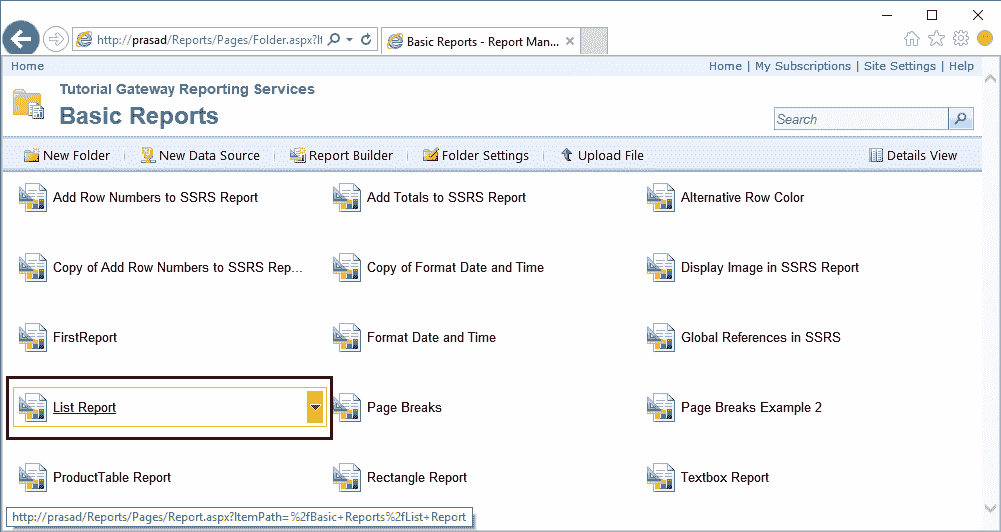 http://prasad/Reports/Pages/Folder.aspx?It
Basic Reports - Report Man...
Home
Home | My Subscriptions | Site Settings | Help
Tutorial Gateway Reporting Services
Basic Reports
Search
New Folder
New Data Source
Report Builder
Folder Settings
Upload File
Details View
Add Row Numbers to SSRS Report
Add Totals to SSRS Report
Alternative Row Color
Copy of Add Row Numbers to SSRS Rep...
Copy of Format Date and Time
Display Image in SSRS Report
FirstReport
Format Date and Time
Global References in SSRS
List Report
Page Breaks
Page Breaks Example 2
ProductTable Report
Rectangle Report
Textbox Report
http://prasad/Reports/Pages/Report.aspx?ItemPath=%2fBasic+Reports%2fList+Report